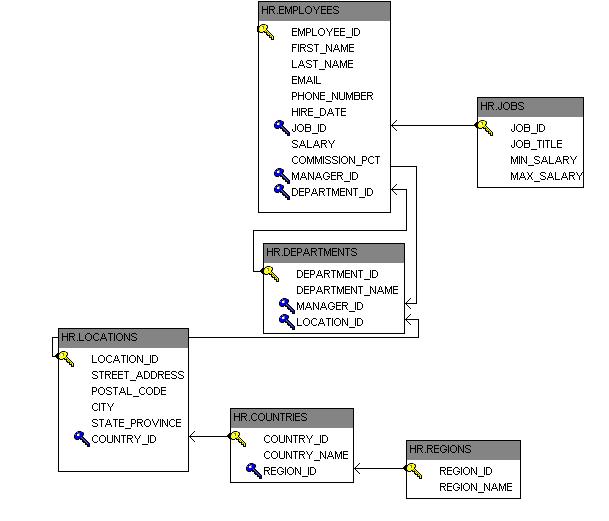 HR.EMPLOYEES
EMPLOYEE_ID
FIRST_NAME
LAST_NAME
EMAIL
PHONE_NUMBER
HIRE_DATE
JOB_ID
SALARY
COMMISSION_PCT
MANAGER_ID
DEPARTMENT_ID
HR.JOBS
JOB_ID
JOB_TITLE
MIN_SALARY
MAX_SALARY
HR.DEPARTMENTS
DEPARTMENT_ID
DEPARTMENT_NAME
MANAGER_ID
LOCATION_ID
HR.LOCATIONS
LOCATION_ID
STREET_ADDRESS
POSTAL_CODE
CITY
STATE_PROVINCE
COUNTRY_ID
HR.COUNTRIES
COUNTRY_ID
COUNTRY_NAME
REGION_ID
HR.REGIONS
REGION_ID
REGION_NAME